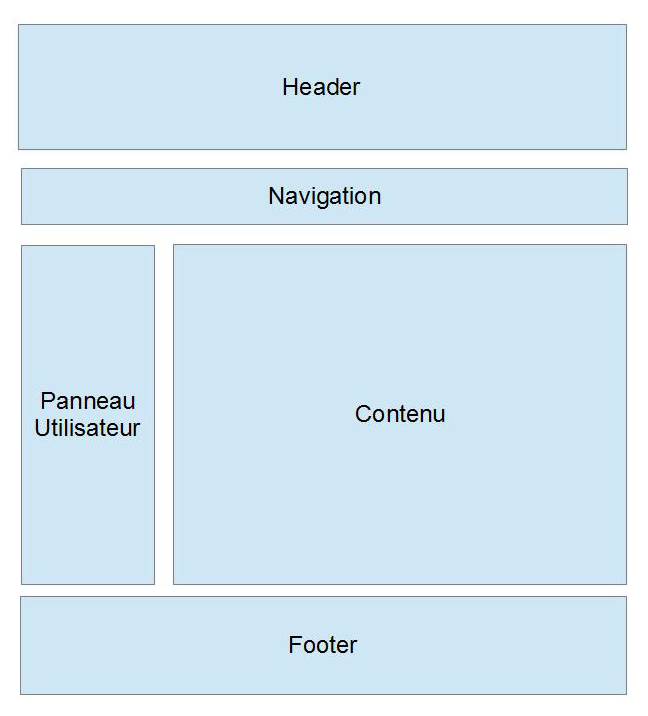 Header
Navigation
Panneau
Utilisateur
Contenu
Footer